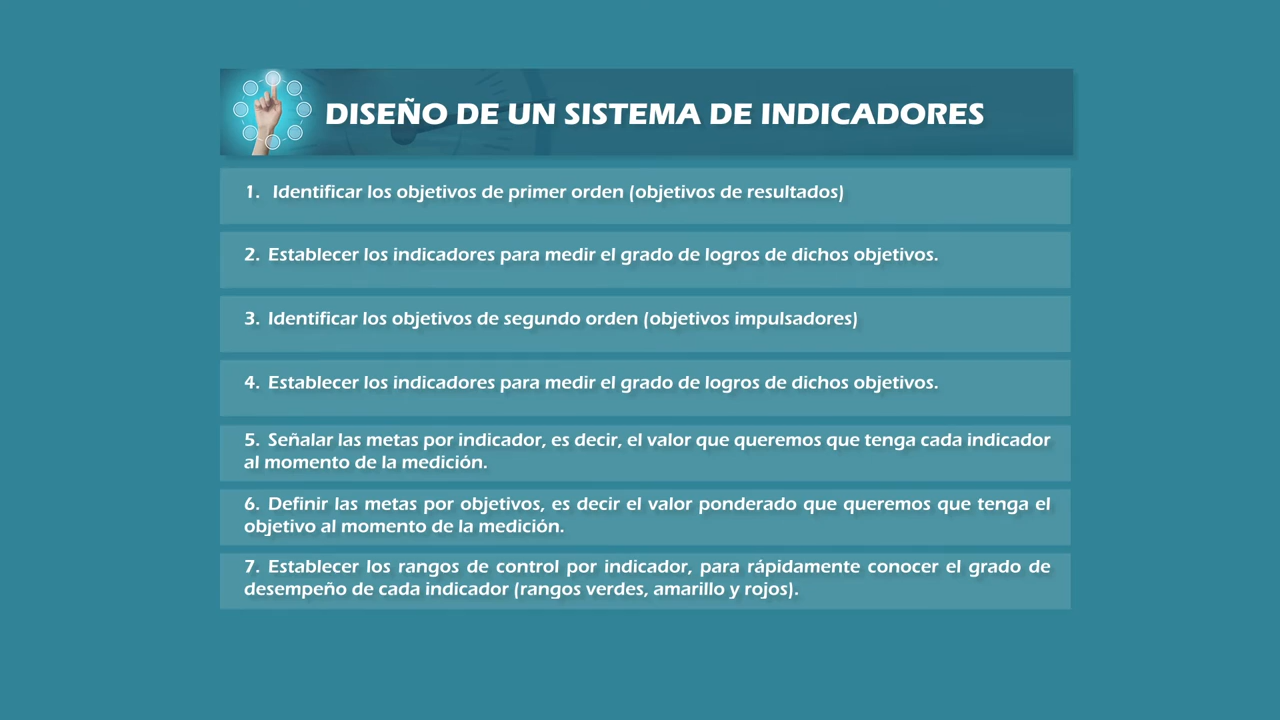 DISEÑO DE UN SISTEMA DE INDICADORES
1. Identificar los objetivos de primer orden (objetivos de resultados)
2. Establecer los indicadores para medir el grado de logros de dichos objetivos.
3. Identificar los objetivos de segundo orden (objetivos impulsadores)
4. Establecer los indicadores para medir el grado de logros de dichos objetivos.
5. Señalar las metas por indicador, es decir, el valor que queremos que tenga cada indicador
al momento de la medición.
6. Definir las metas por objetivos, es decir el valor ponderado que queremos que tenga el
objetivo al momento de la medición.
7. Establecer los rangos de control por indicador, para rápidamente conocer el grado de
desempeño de cada indicador (rangos verdes, amarillo y rojos).